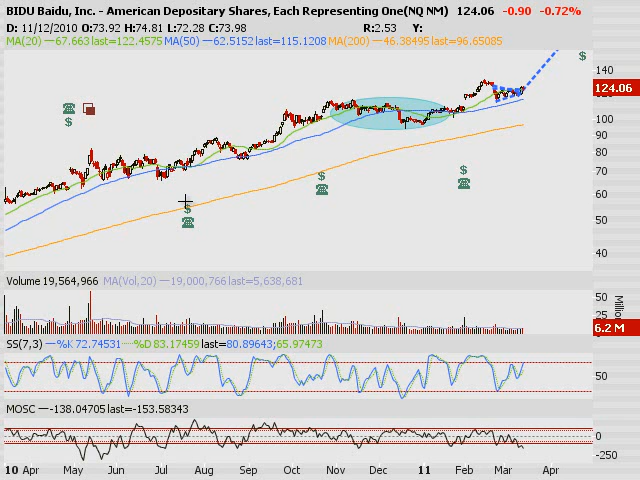 BIDU Baidu, Inc. - American Depositary Shares, Each Representing One(NQ NM) 124.06 -0.90 -0.72%
D: 11/12/2010 O:73.92 H:74.81 L:72.28 C:73.98 R:2.53 Y:
MA(20) —67.663 last=122.4575 MA(50) —62.5152 last=115.1208 MA(200) —46.38495 last=96.65085
$
140
124.06
$
100
90
80
$
$
70
60
$
50
40
Volume 19,564,966 MA(Vol,20) —19,000,766 last=5,638,681
50
Million
25
6.2 M
SS(7,3) —%K 72.74531 %D 83.17459 last=80.89643; 65.97473
50
MOSC —-138.04705 last=-153.58343
0
-250
10 Apr May Jun Jul Aug Sep Oct Nov Dec 11 Feb Mar Apr